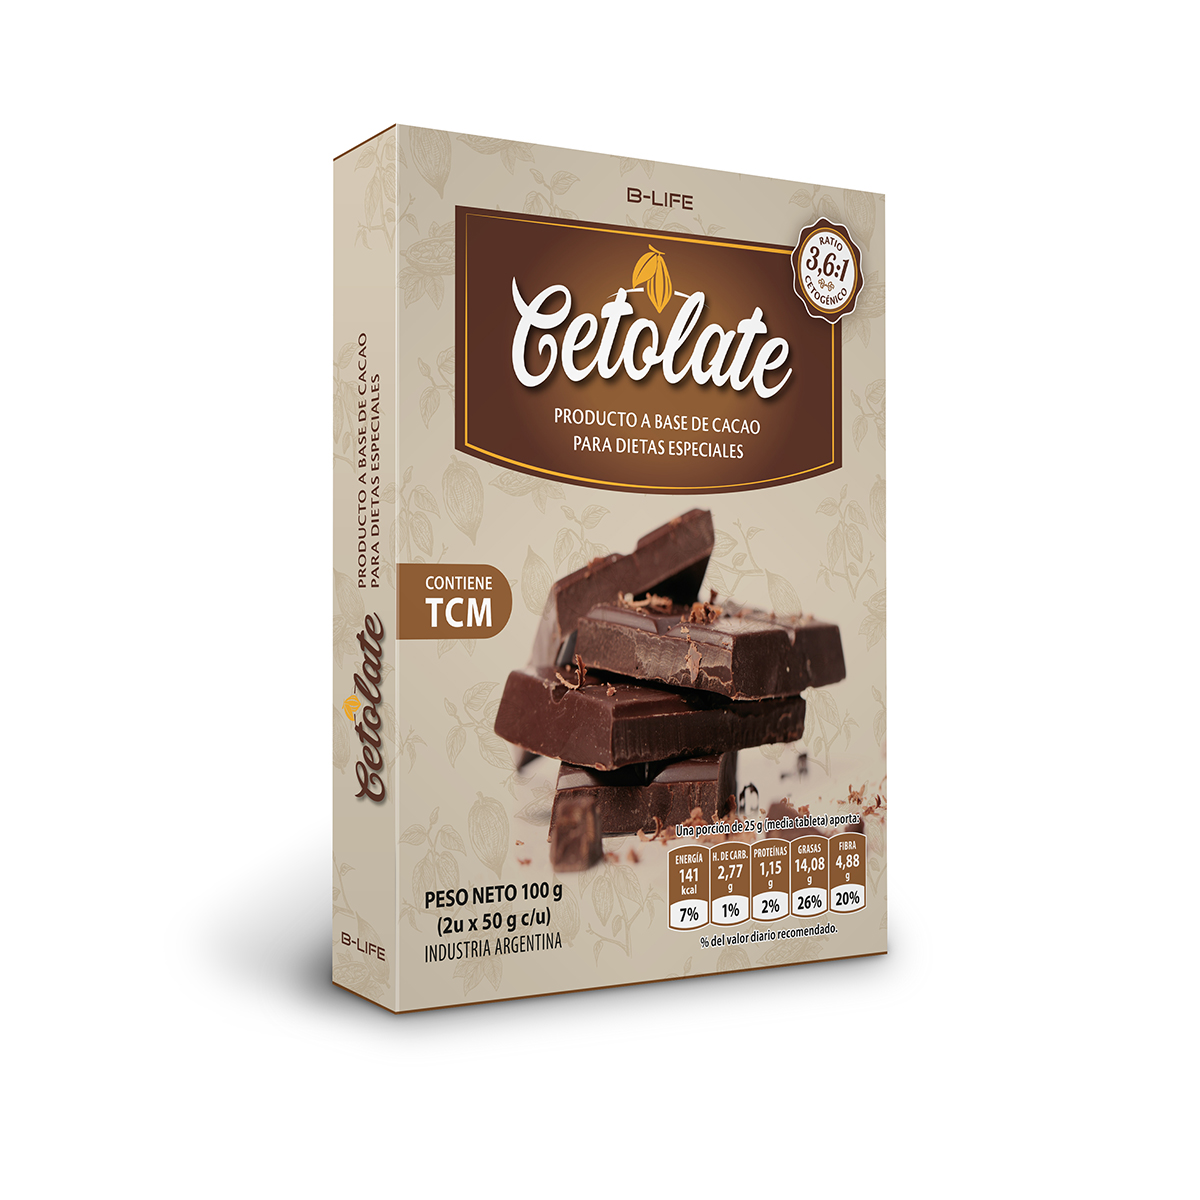 B-LIFE
RATIO
3,6:1
CETOGÉNICO
Cetolate
PRODUCTO A BASE DE CACAO
PARA DIETAS ESPECIALES
CONTIENE
TCM
Una porción de 25 g (media tableta) aporta:
ENERGÍA H. DE CARB. PROTEÍNAS GRASAS FIBRA
141 2,77 1,15 14,08 4,88
kcal g g g g
7% 1% 2% 26% 20%
% del valor diario recomendado.
PESO NETO 100 g
(2u x 50 g c/u)
INDUSTRIA ARGENTINA
Cetolate
PRODUCTO A BASE DE CACAO
PARA DIETAS ESPECIALES
B-LIFE